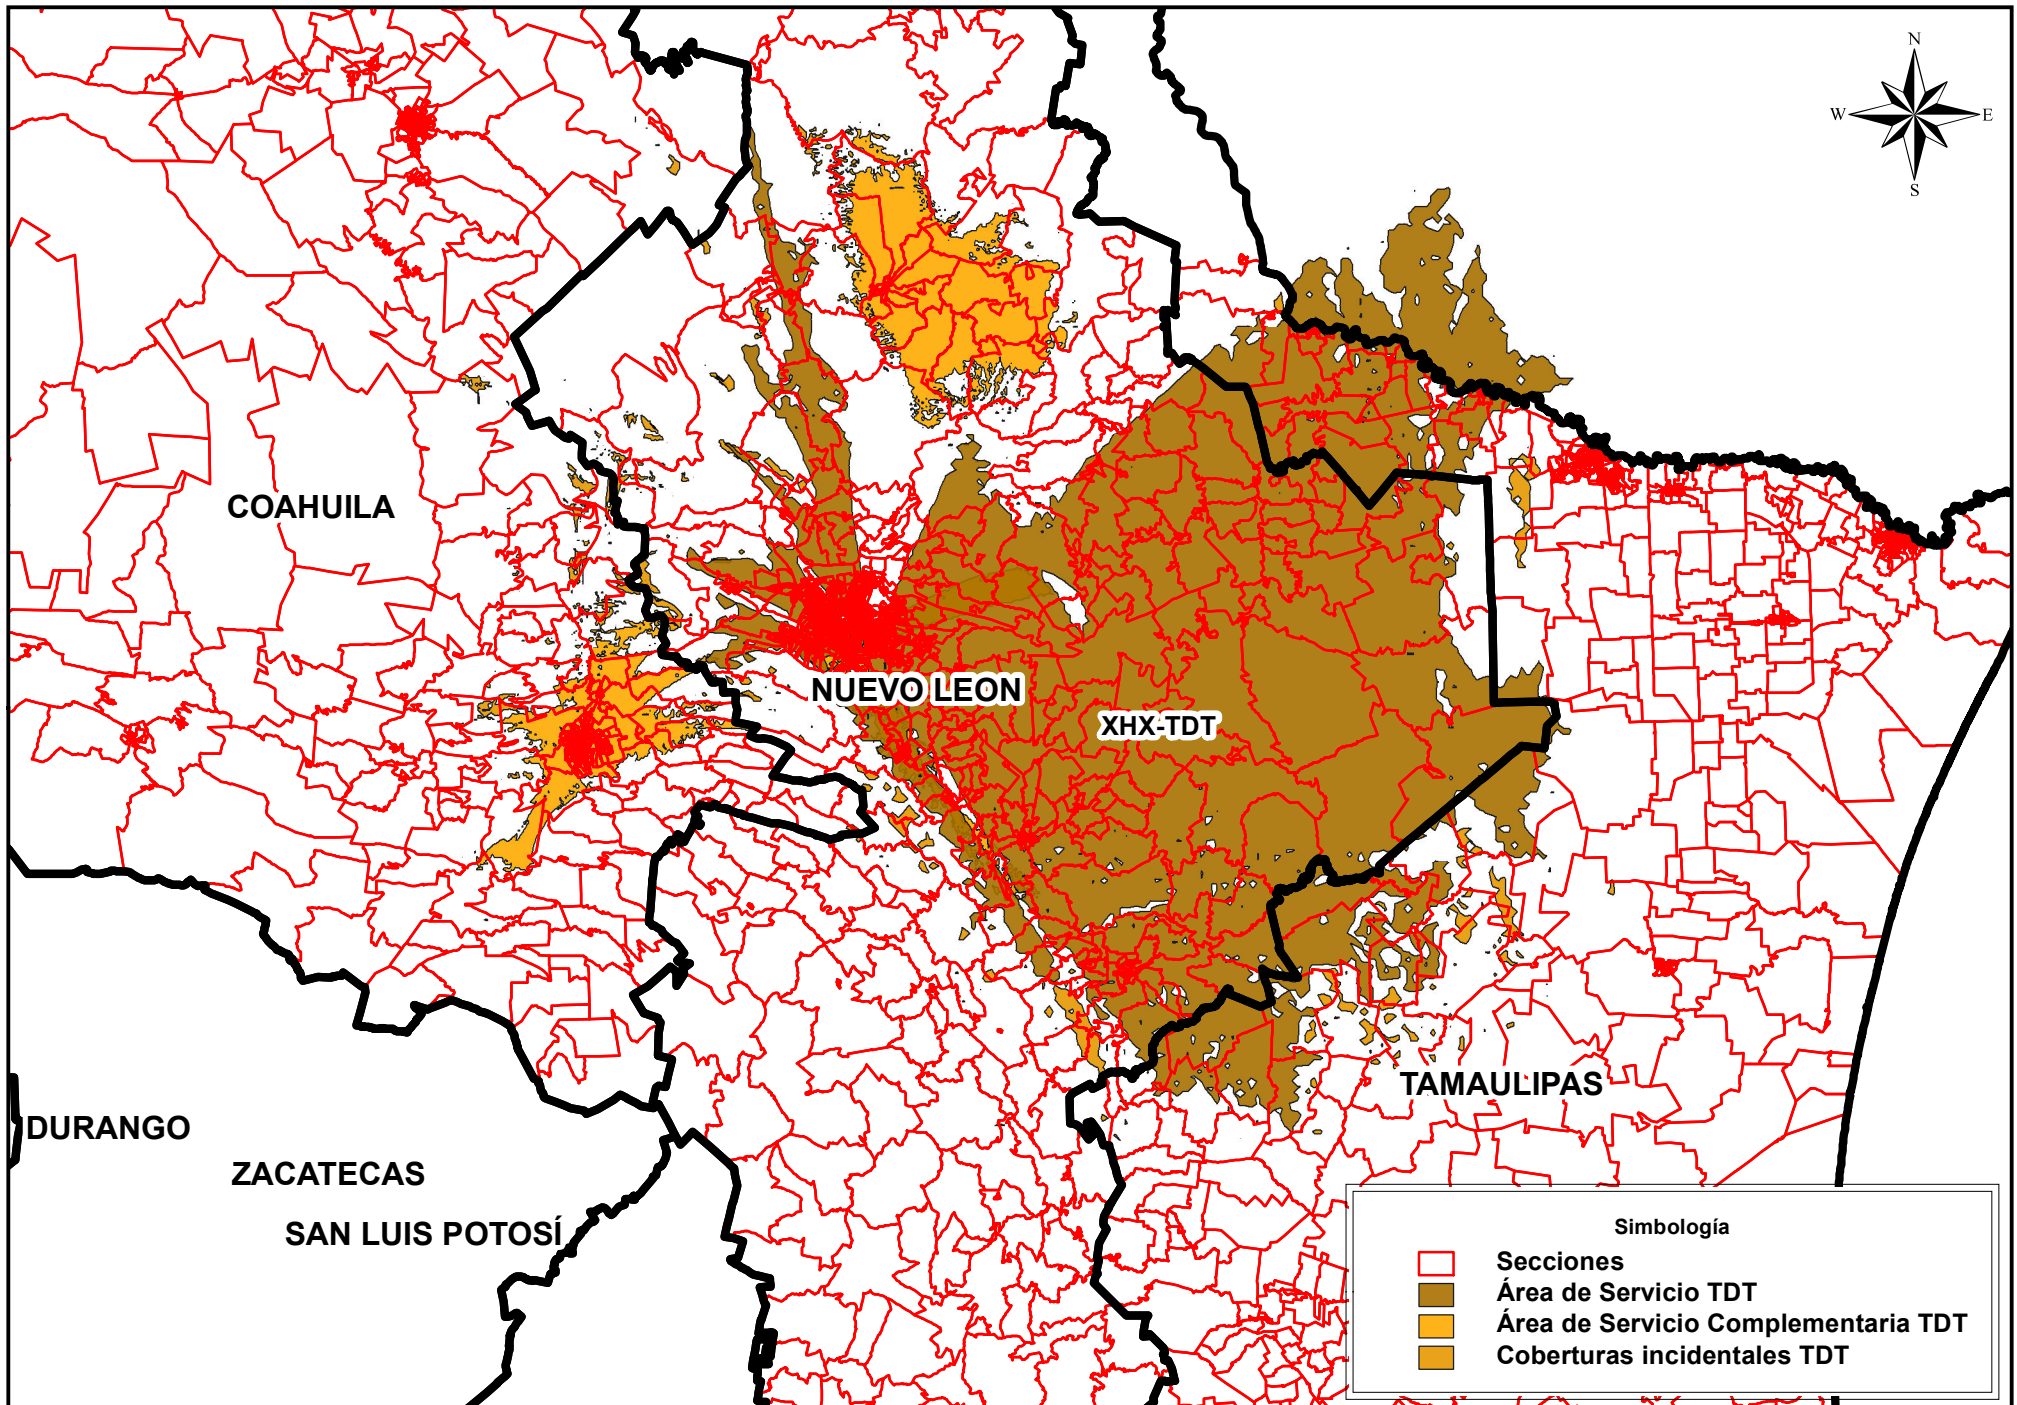 N
W E
S
COAHUILA
NUEVO LEON
XHX-TDT
TAMAULIPAS
DURANGO
ZACATECAS
SAN LUIS POTOSÍ
Simbología
Secciones
Área de Servicio TDT
Área de Servicio Complementaria TDT
Coberturas incidentales TDT